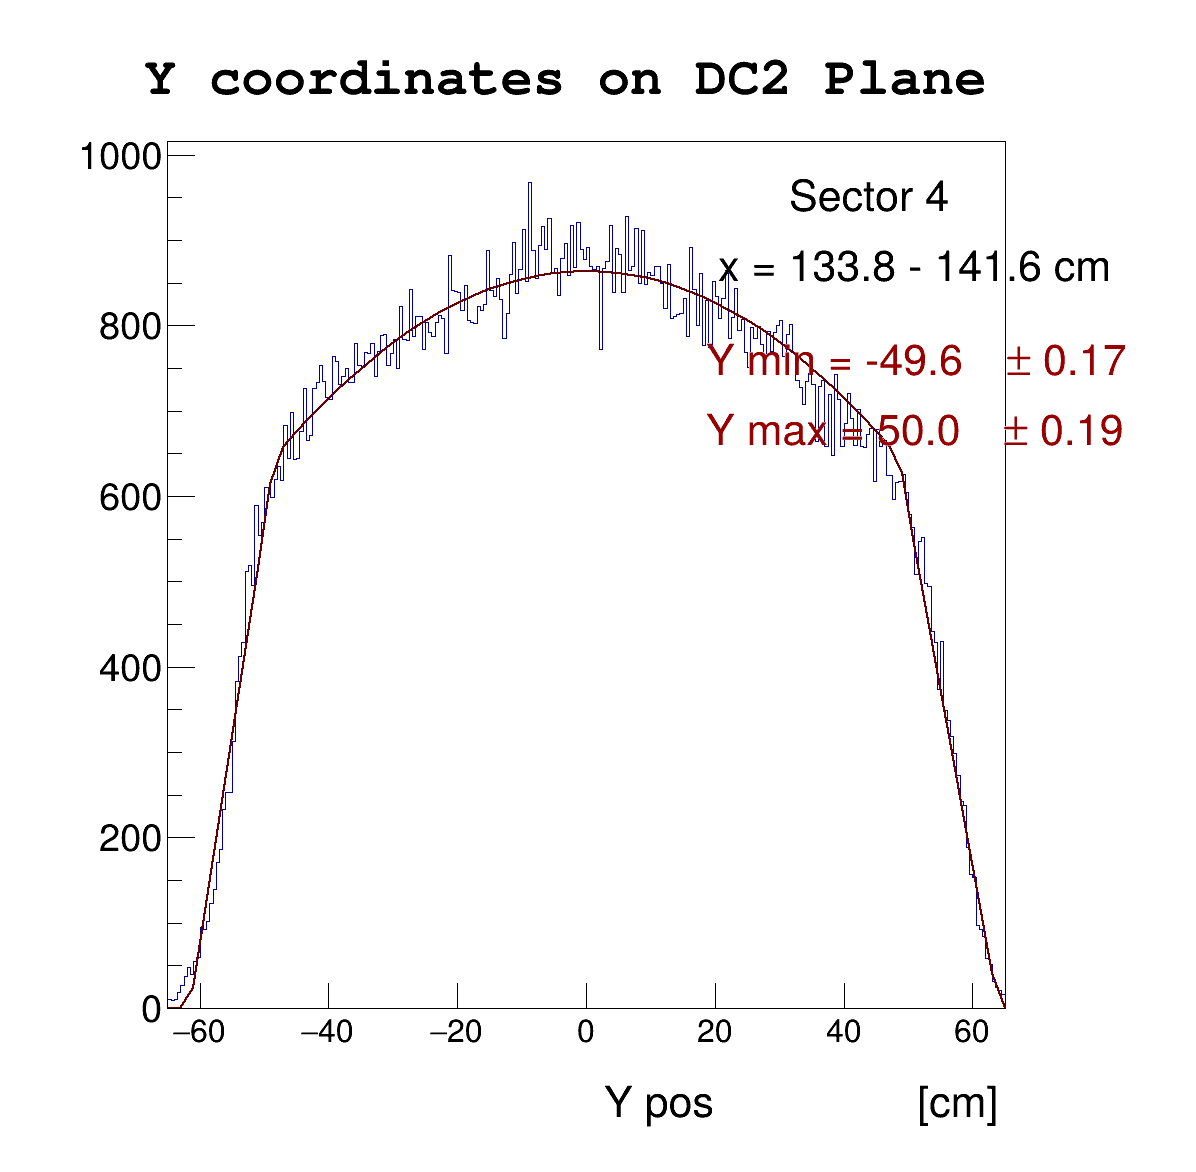 Y coordinates on DC2 Plane
1000
Sector 4
x = 133.8 - 141.6 cm
800
Y min = -49.6 ± 0.17
Y max = 50.0 ± 0.19
600
400
200
0
−60 −40 −20 0 20 40 60
Y pos [cm]